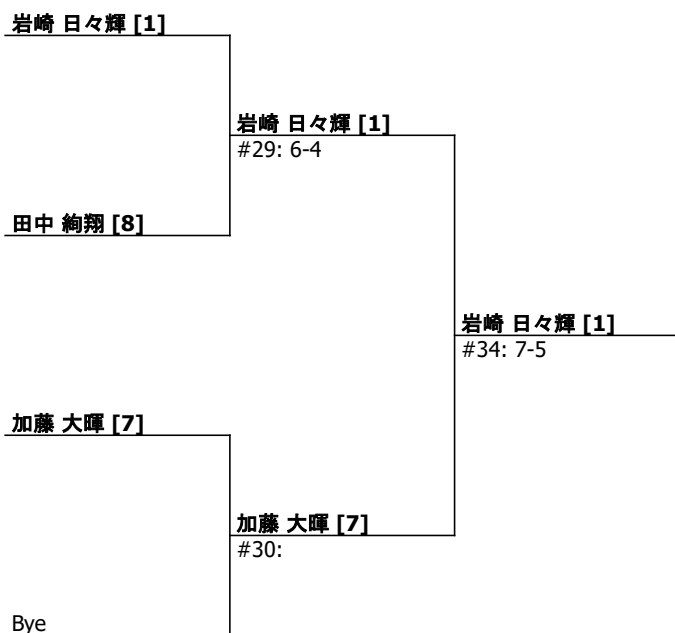 岩崎 日々輝 [1]
岩崎 日々輝 [1]
#29: 6-4
田中 絢翔 [8]
岩崎 日々輝 [1]
#34: 7-5
加藤 大暉 [7]
加藤 大暉 [7]
#30:
Bye